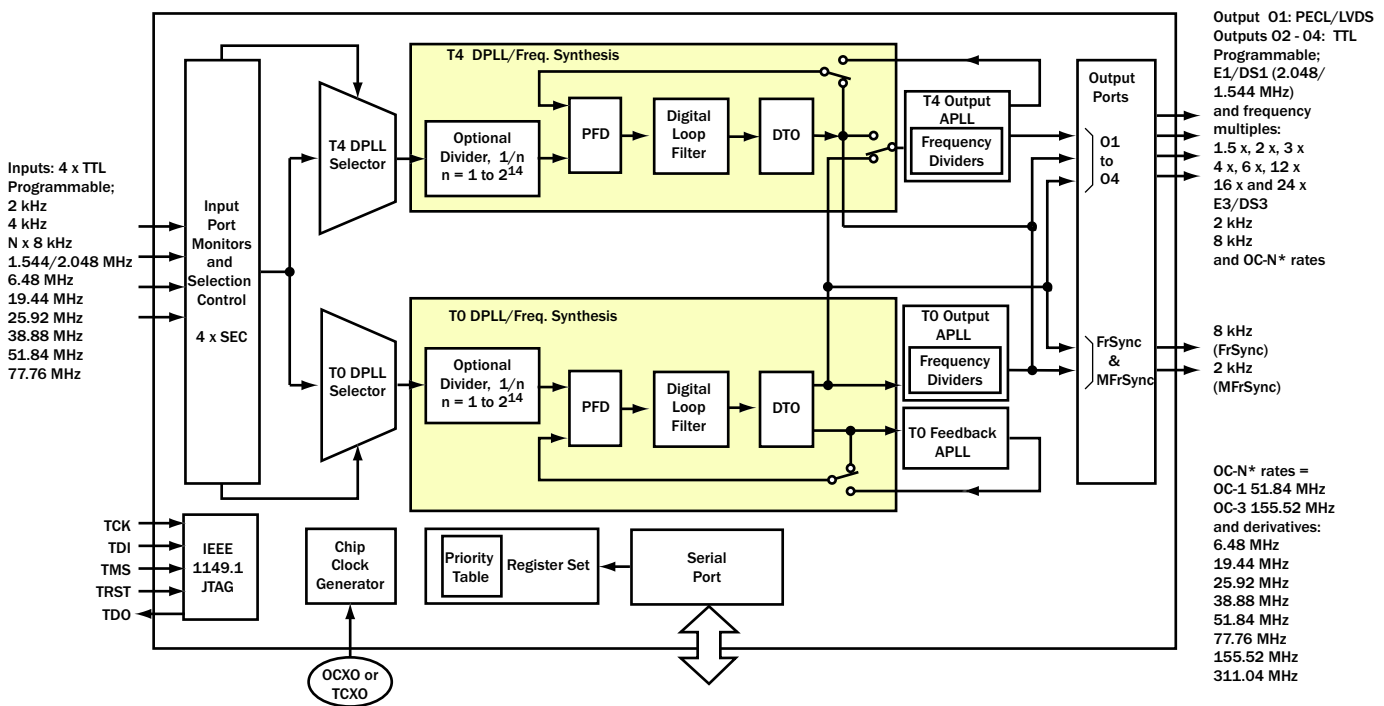 Inputs: 4 x TTL
Programmable;
2 kHz
4 kHz
N x 8 kHz
1.544/2.048 MHz
6.48 MHz
19.44 MHz
25.92 MHz
38.88 MHz
51.84 MHz
77.76 MHz
Input
Port
Monitors
and
Selection
Control
4 x SEC
T4 DPLL
Selector
T4 DPLL/Freq. Synthesis
Optional
Divider, 1/n
n = 1 to 2^14
PFD
Digital
Loop
Filter
DTO
T4 Output
APLL
Frequency
Dividers
T0 DPLL
Selector
T0 DPLL/Freq. Synthesis
Optional
Divider, 1/n
n = 1 to 2^14
PFD
Digital
Loop
Filter
DTO
T0 Output
APLL
Frequency
Dividers
T0 Feedback
APLL
Output
Ports
O1
to
O4
FrSync
&
MFrSync
Output O1: PECL/LVDS
Outputs O2 - O4: TTL
Programmable;
E1/DS1 (2.048/
1.544 MHz)
and frequency
multiples:
1.5 x, 2 x, 3 x
4 x, 6 x, 12 x
16 x and 24 x
E3/DS3
2 kHz
8 kHz
and OC-N* rates
8 kHz
(FrSync)
2 kHz
(MFrSync)
OC-N* rates =
OC-1 51.84 MHz
OC-3 155.52 MHz
and derivatives:
6.48 MHz
19.44 MHz
25.92 MHz
38.88 MHz
51.84 MHz
77.76 MHz
155.52 MHz
311.04 MHz
TCK
TDI
TMS
TRST
TDO
IEEE
1149.1
JTAG
Chip
Clock
Generator
OCXO or
TCXO
Priority
Table
Register Set
Serial
Port